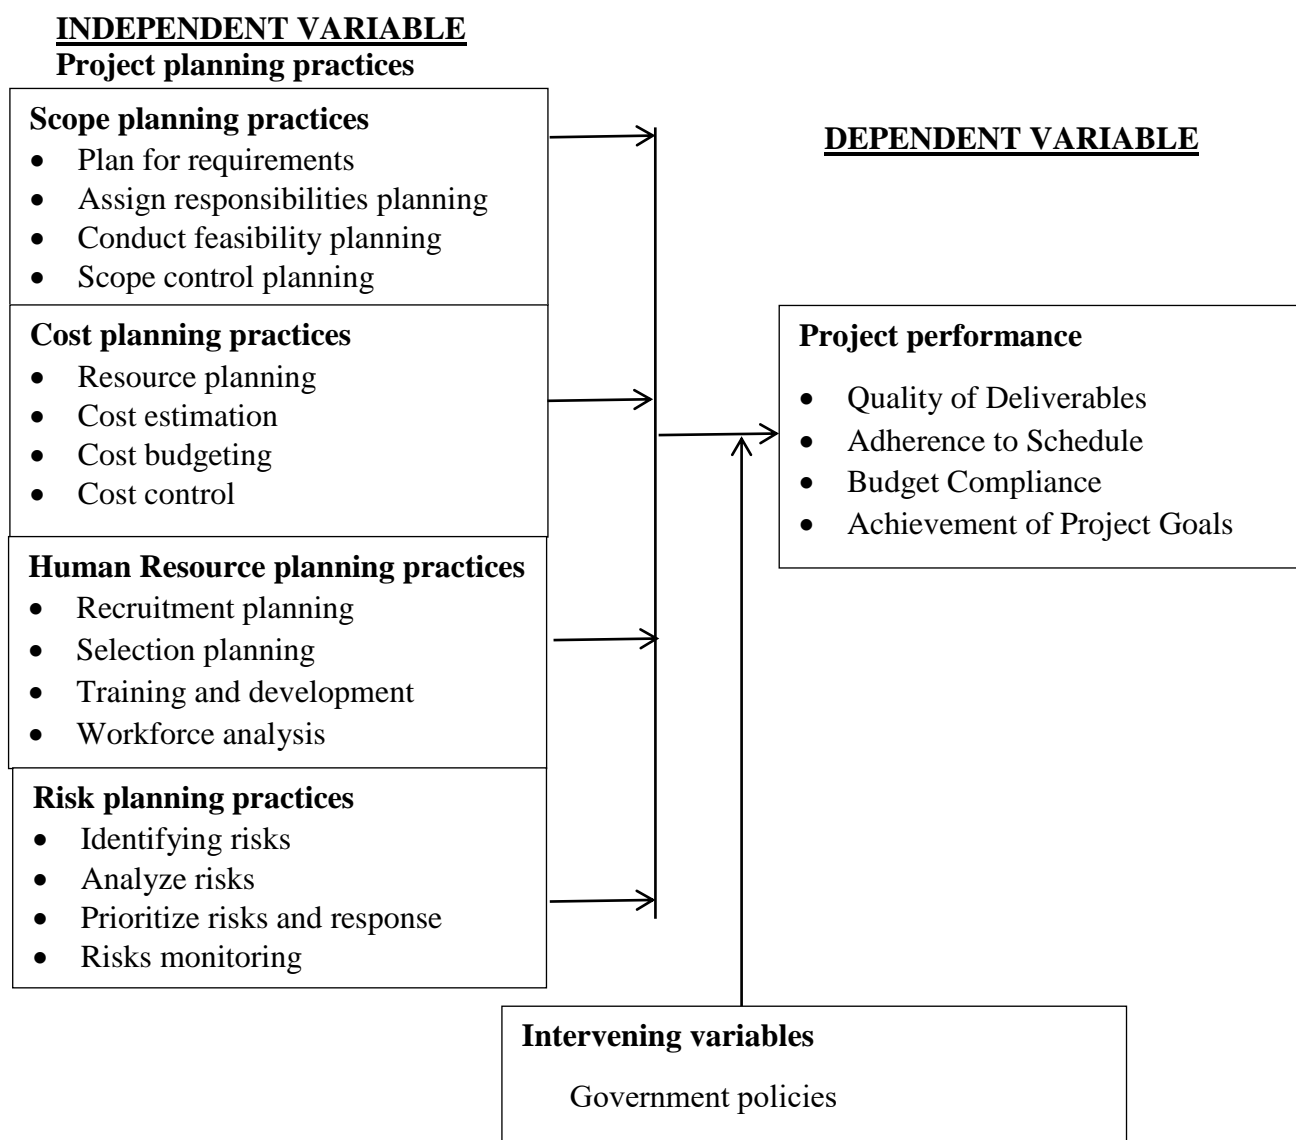 INDEPENDENT VARIABLE
Project planning practices
Scope planning practices
• Plan for requirements
• Assign responsibilities planning
• Conduct feasibility planning
• Scope control planning
Cost planning practices
• Resource planning
• Cost estimation
• Cost budgeting
• Cost control
Human Resource planning practices
• Recruitment planning
• Selection planning
• Training and development
• Workforce analysis
Risk planning practices
• Identifying risks
• Analyze risks
• Prioritize risks and response
• Risks monitoring
DEPENDENT VARIABLE
Project performance
• Quality of Deliverables
• Adherence to Schedule
• Budget Compliance
• Achievement of Project Goals
Intervening variables
Government policies